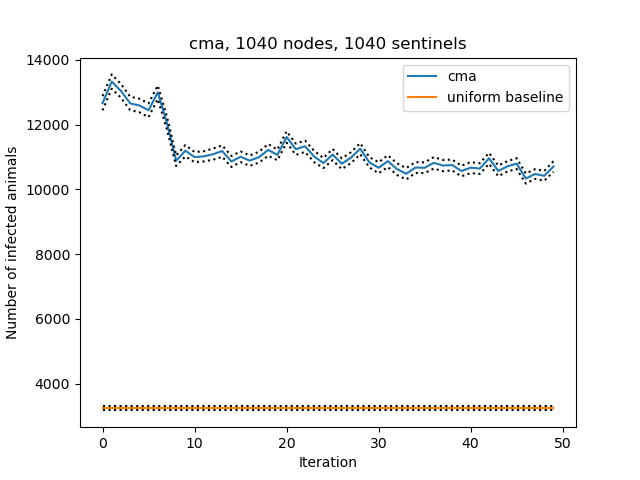 cma, 1040 nodes, 1040 sentinels
cma
uniform baseline
Number of infected animals
14000
12000
10000
8000
6000
4000
0 10 20 30 40 50
Iteration